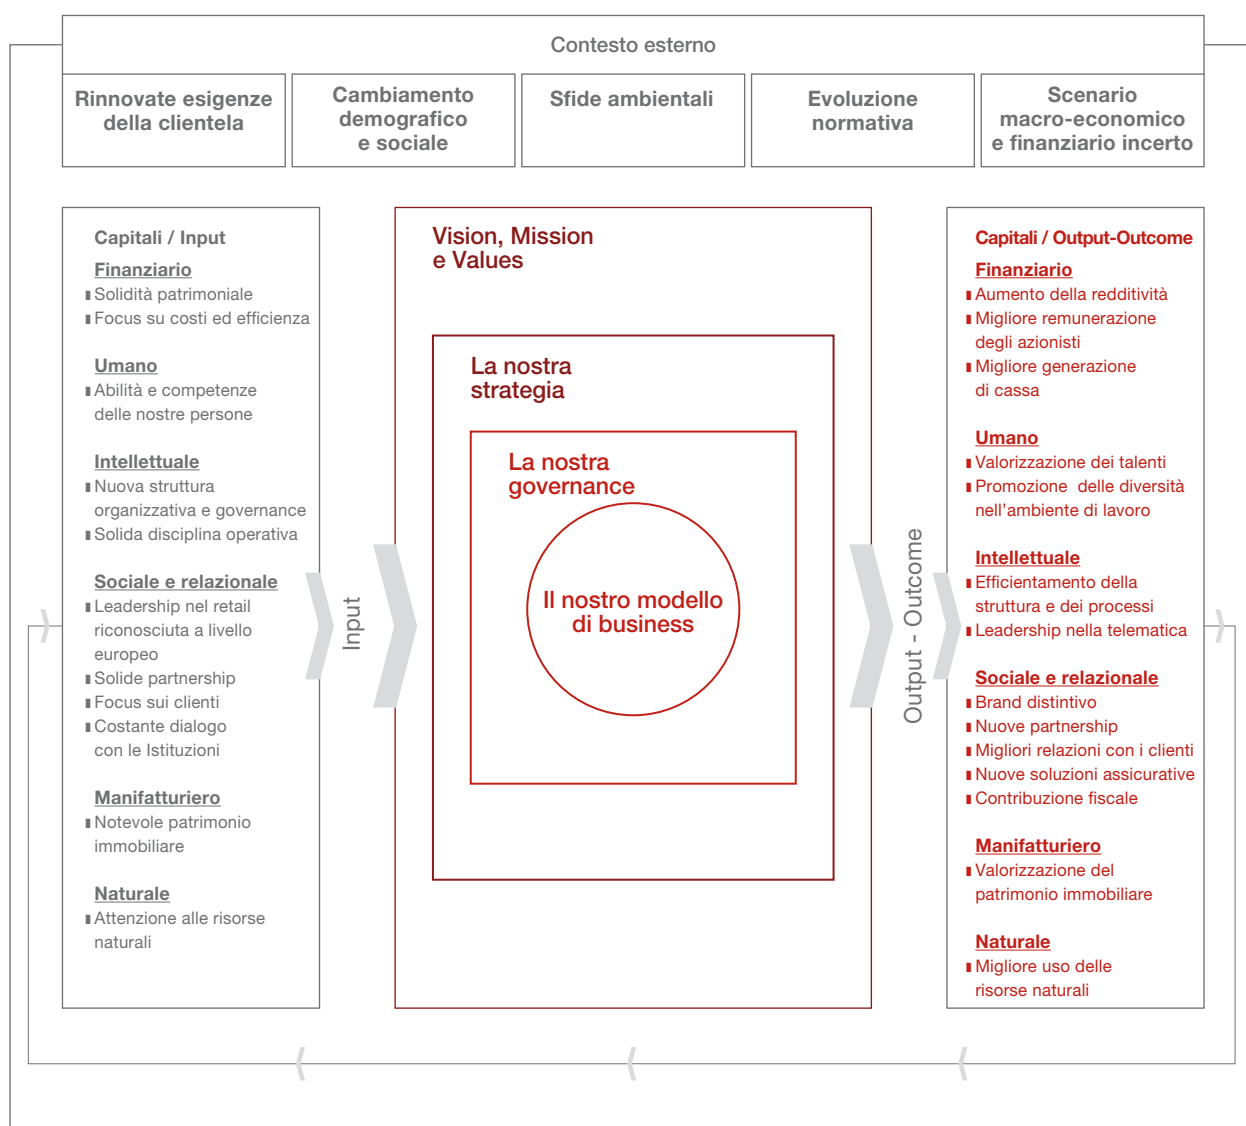 Contesto esterno
Rinnovate esigenze
della clientela
Cambiamento
demografico
e sociale
Sfide ambientali
Evoluzione
normativa
Scenario
macro-economico
e finanziario incerto
Capitali / Input
Finanziario
Solidità patrimoniale
Focus su costi ed efficienza
Umano
Abilità e competenze
delle nostre persone
Intellettuale
Nuova struttura
organizzativa e governance
Solida disciplina operativa
Sociale e relazionale
Leadership nel retail
riconosciuta a livello
europeo
Solide partnership
Focus sui clienti
Costante dialogo
con le Istituzioni
Manifatturiero
Notevole patrimonio
immobiliare
Naturale
Attenzione alle risorse
naturali
Input
Vision, Mission
e Values
La nostra
strategia
La nostra
governance
Il nostro modello
di business
Output - Outcome
Capitali / Output-Outcome
Finanziario
Aumento della redditività
Migliore remunerazione
degli azionisti
Migliore generazione
di cassa
Umano
Valorizzazione dei talenti
Promozione delle diversità
nell'ambiente di lavoro
Intellettuale
Efficientamento della
struttura e dei processi
Leadership nella telematica
Sociale e relazionale
Brand distintivo
Nuove partnership
Migliori relazioni con i clienti
Nuove soluzioni assicurative
Contribuzione fiscale
Manifatturiero
Valorizzazione del
patrimonio immobiliare
Naturale
Migliore uso delle
risorse naturali